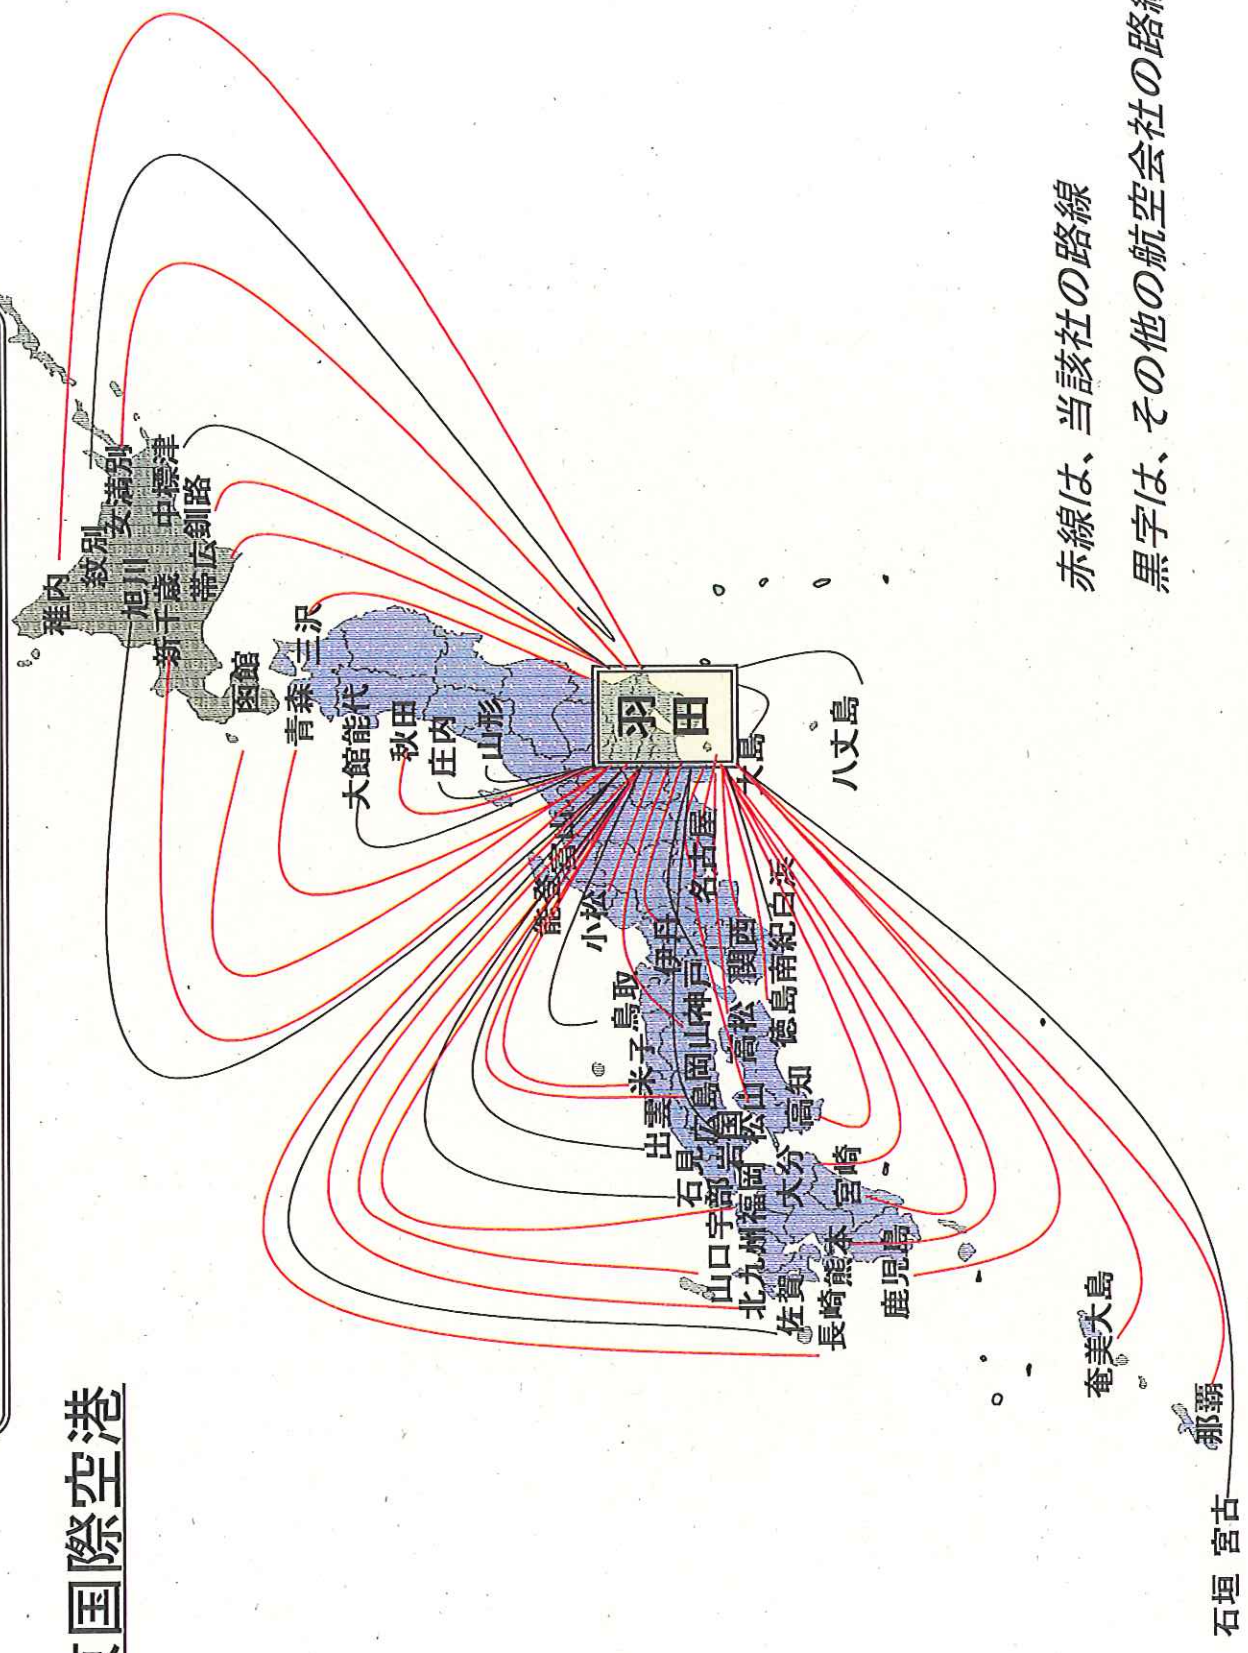 国際空港
稚内
紋別
女満別
旭川
中標津
新千歳
釧路
帯広
函館
三沢
青森
大館能代
秋田
庄内
山形
羽田
大島
八丈島
能登
富山
小松
名古屋
伊丹
関西
南紀白浜
鳥取
神戸
米子
岡山
高松
徳島
出雲
広島
松山
高知
石見
岩国
山口宇部
福岡
大分
宮崎
北九州
佐賀
長崎
熊本
鹿児島
奄美大島
那覇
石垣 宮古
赤線は、当該社の路線
黒字は、その他の航空会社の路線